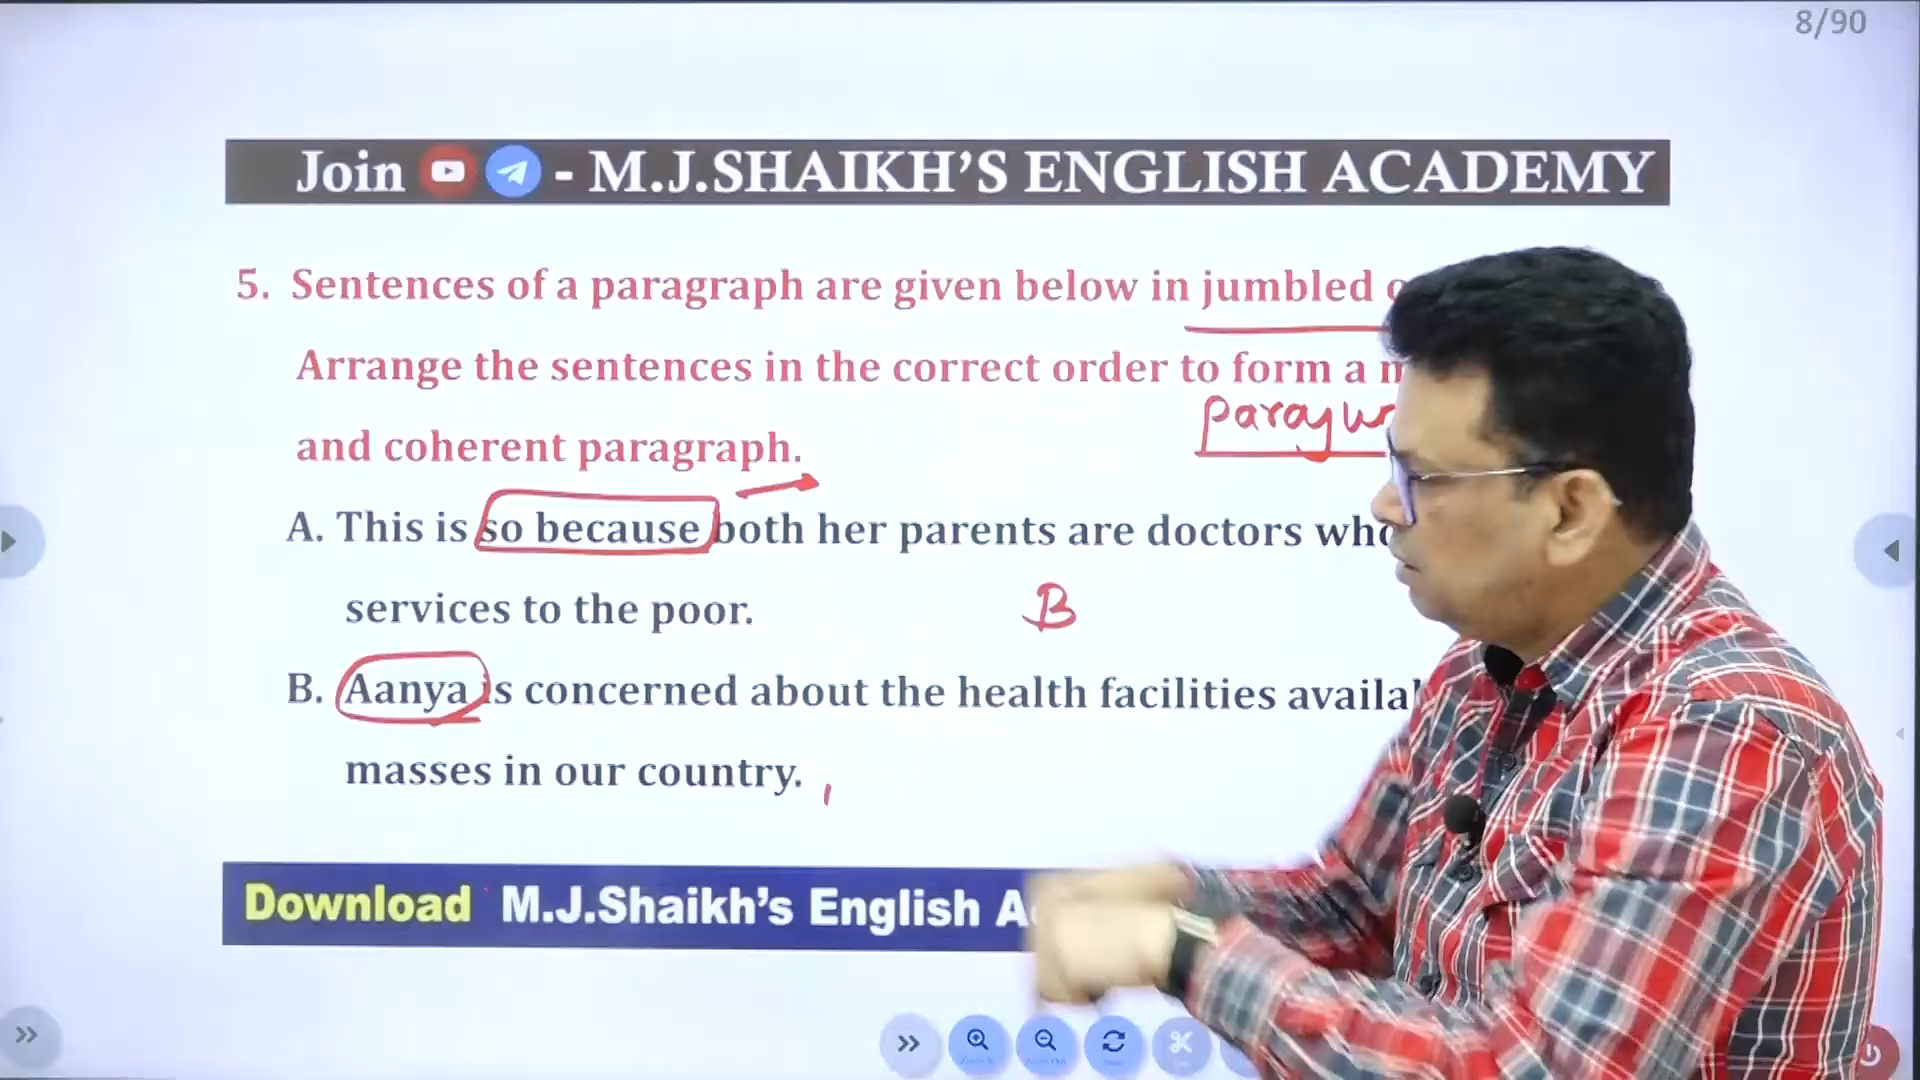 8/90
Join - M.J.SHAIKH'S ENGLISH ACADEMY
5. Sentences of a paragraph are given below in jumbled
Arrange the sentences in the correct order to form a
and coherent paragraph.
A. This is so because both her parents are doctors
services to the poor.
B
B. Aanya is concerned about the health facilities
masses in our country.
Download M.J.Shaikh's English